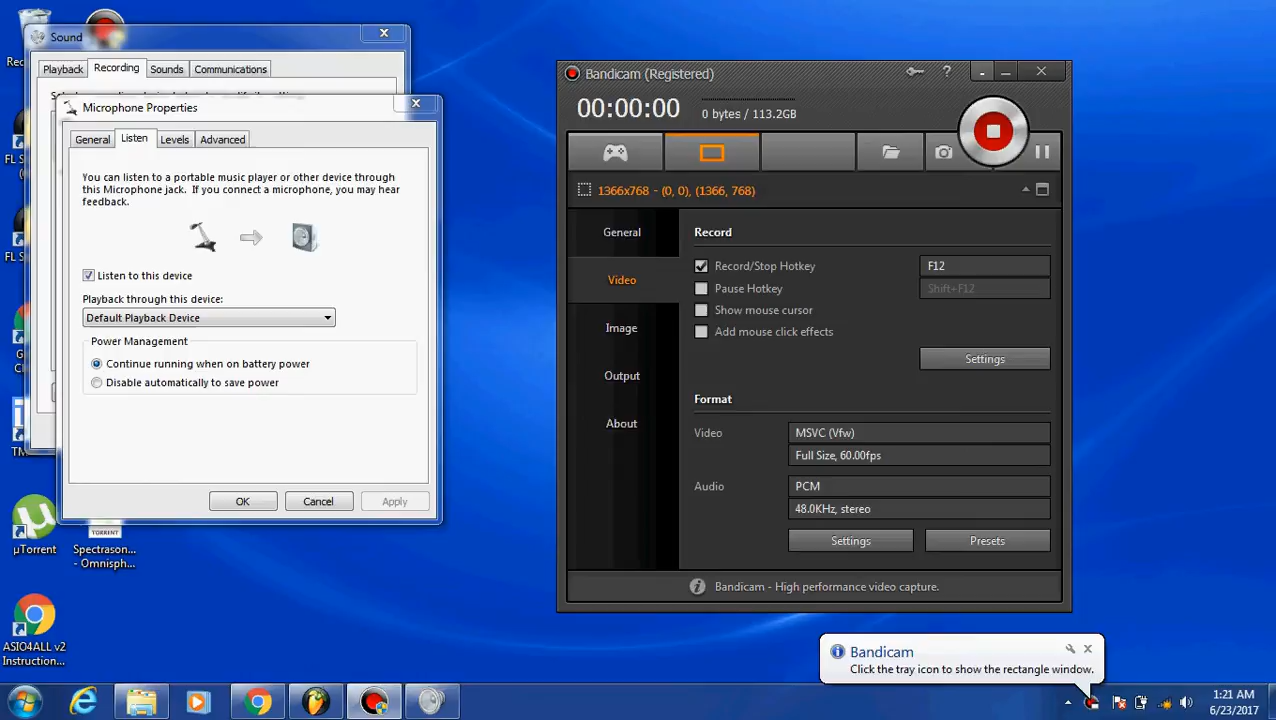 Sound
Playback
Recording
Sounds
Communications
Microphone Properties
General
Listen
Levels
Advanced
You can listen to a portable music player or other device through
this Microphone jack. If you connect a microphone, you may hear
feedback.
Listen to this device
Playback through this device:
Default Playback Device
Power Management
Continue running when on battery power
Disable automatically to save power
OK
Cancel
Apply
µTorrent
TORRENT
Spectrason...
- Omnisph...
ASIO4ALL v2
Instruction...
Bandicam (Registered)
?
00:00:00
0 bytes / 113.2GB
1366x768 - (0, 0), (1366, 768)
General
Video
Image
Output
About
Record
Record/Stop Hotkey
F12
Pause Hotkey
Shift+F12
Show mouse cursor
Add mouse click effects
Settings
Format
Video
MSVC (Vfw)
Full Size, 60.00fps
Audio
PCM
48.0KHz, stereo
Settings
Presets
Bandicam - High performance video capture.
Bandicam
Click the tray icon to show the rectangle window.
1:21 AM
6/23/2017